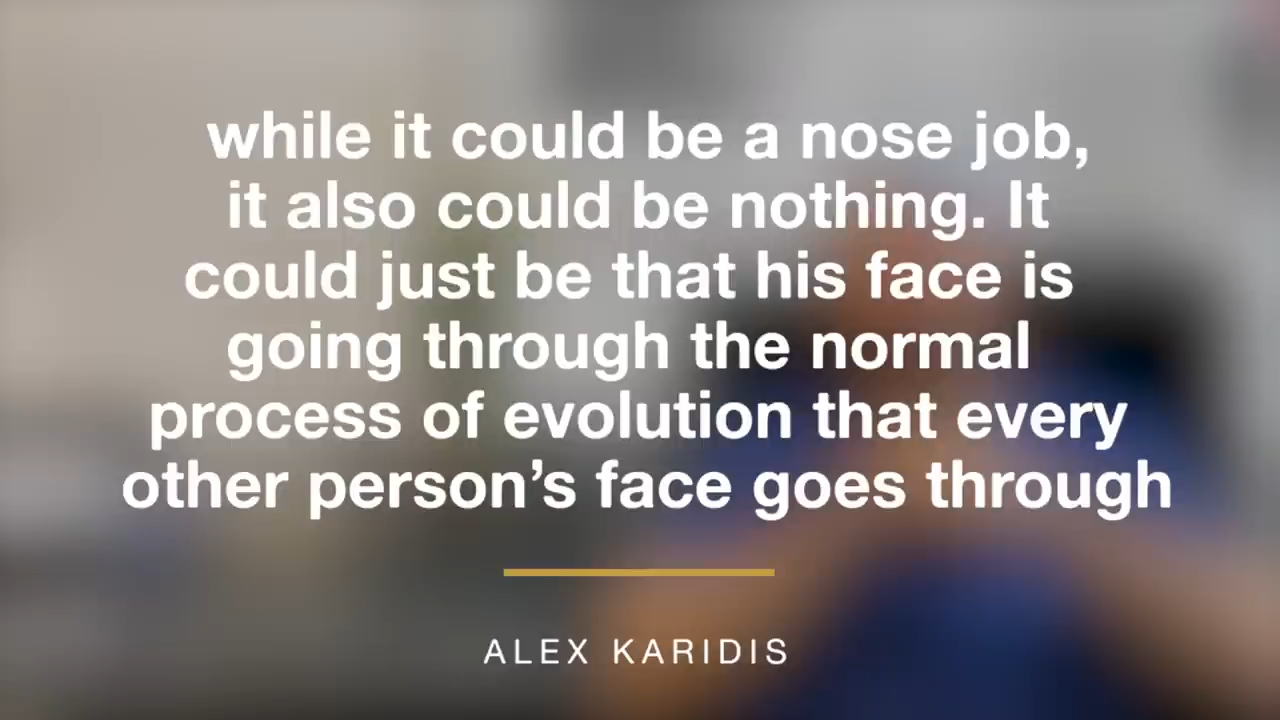 while it could be a nose job,
it also could be nothing. It
could just be that his face is
going through the normal
process of evolution that every
other person’s face goes through
ALEX KARIDIS